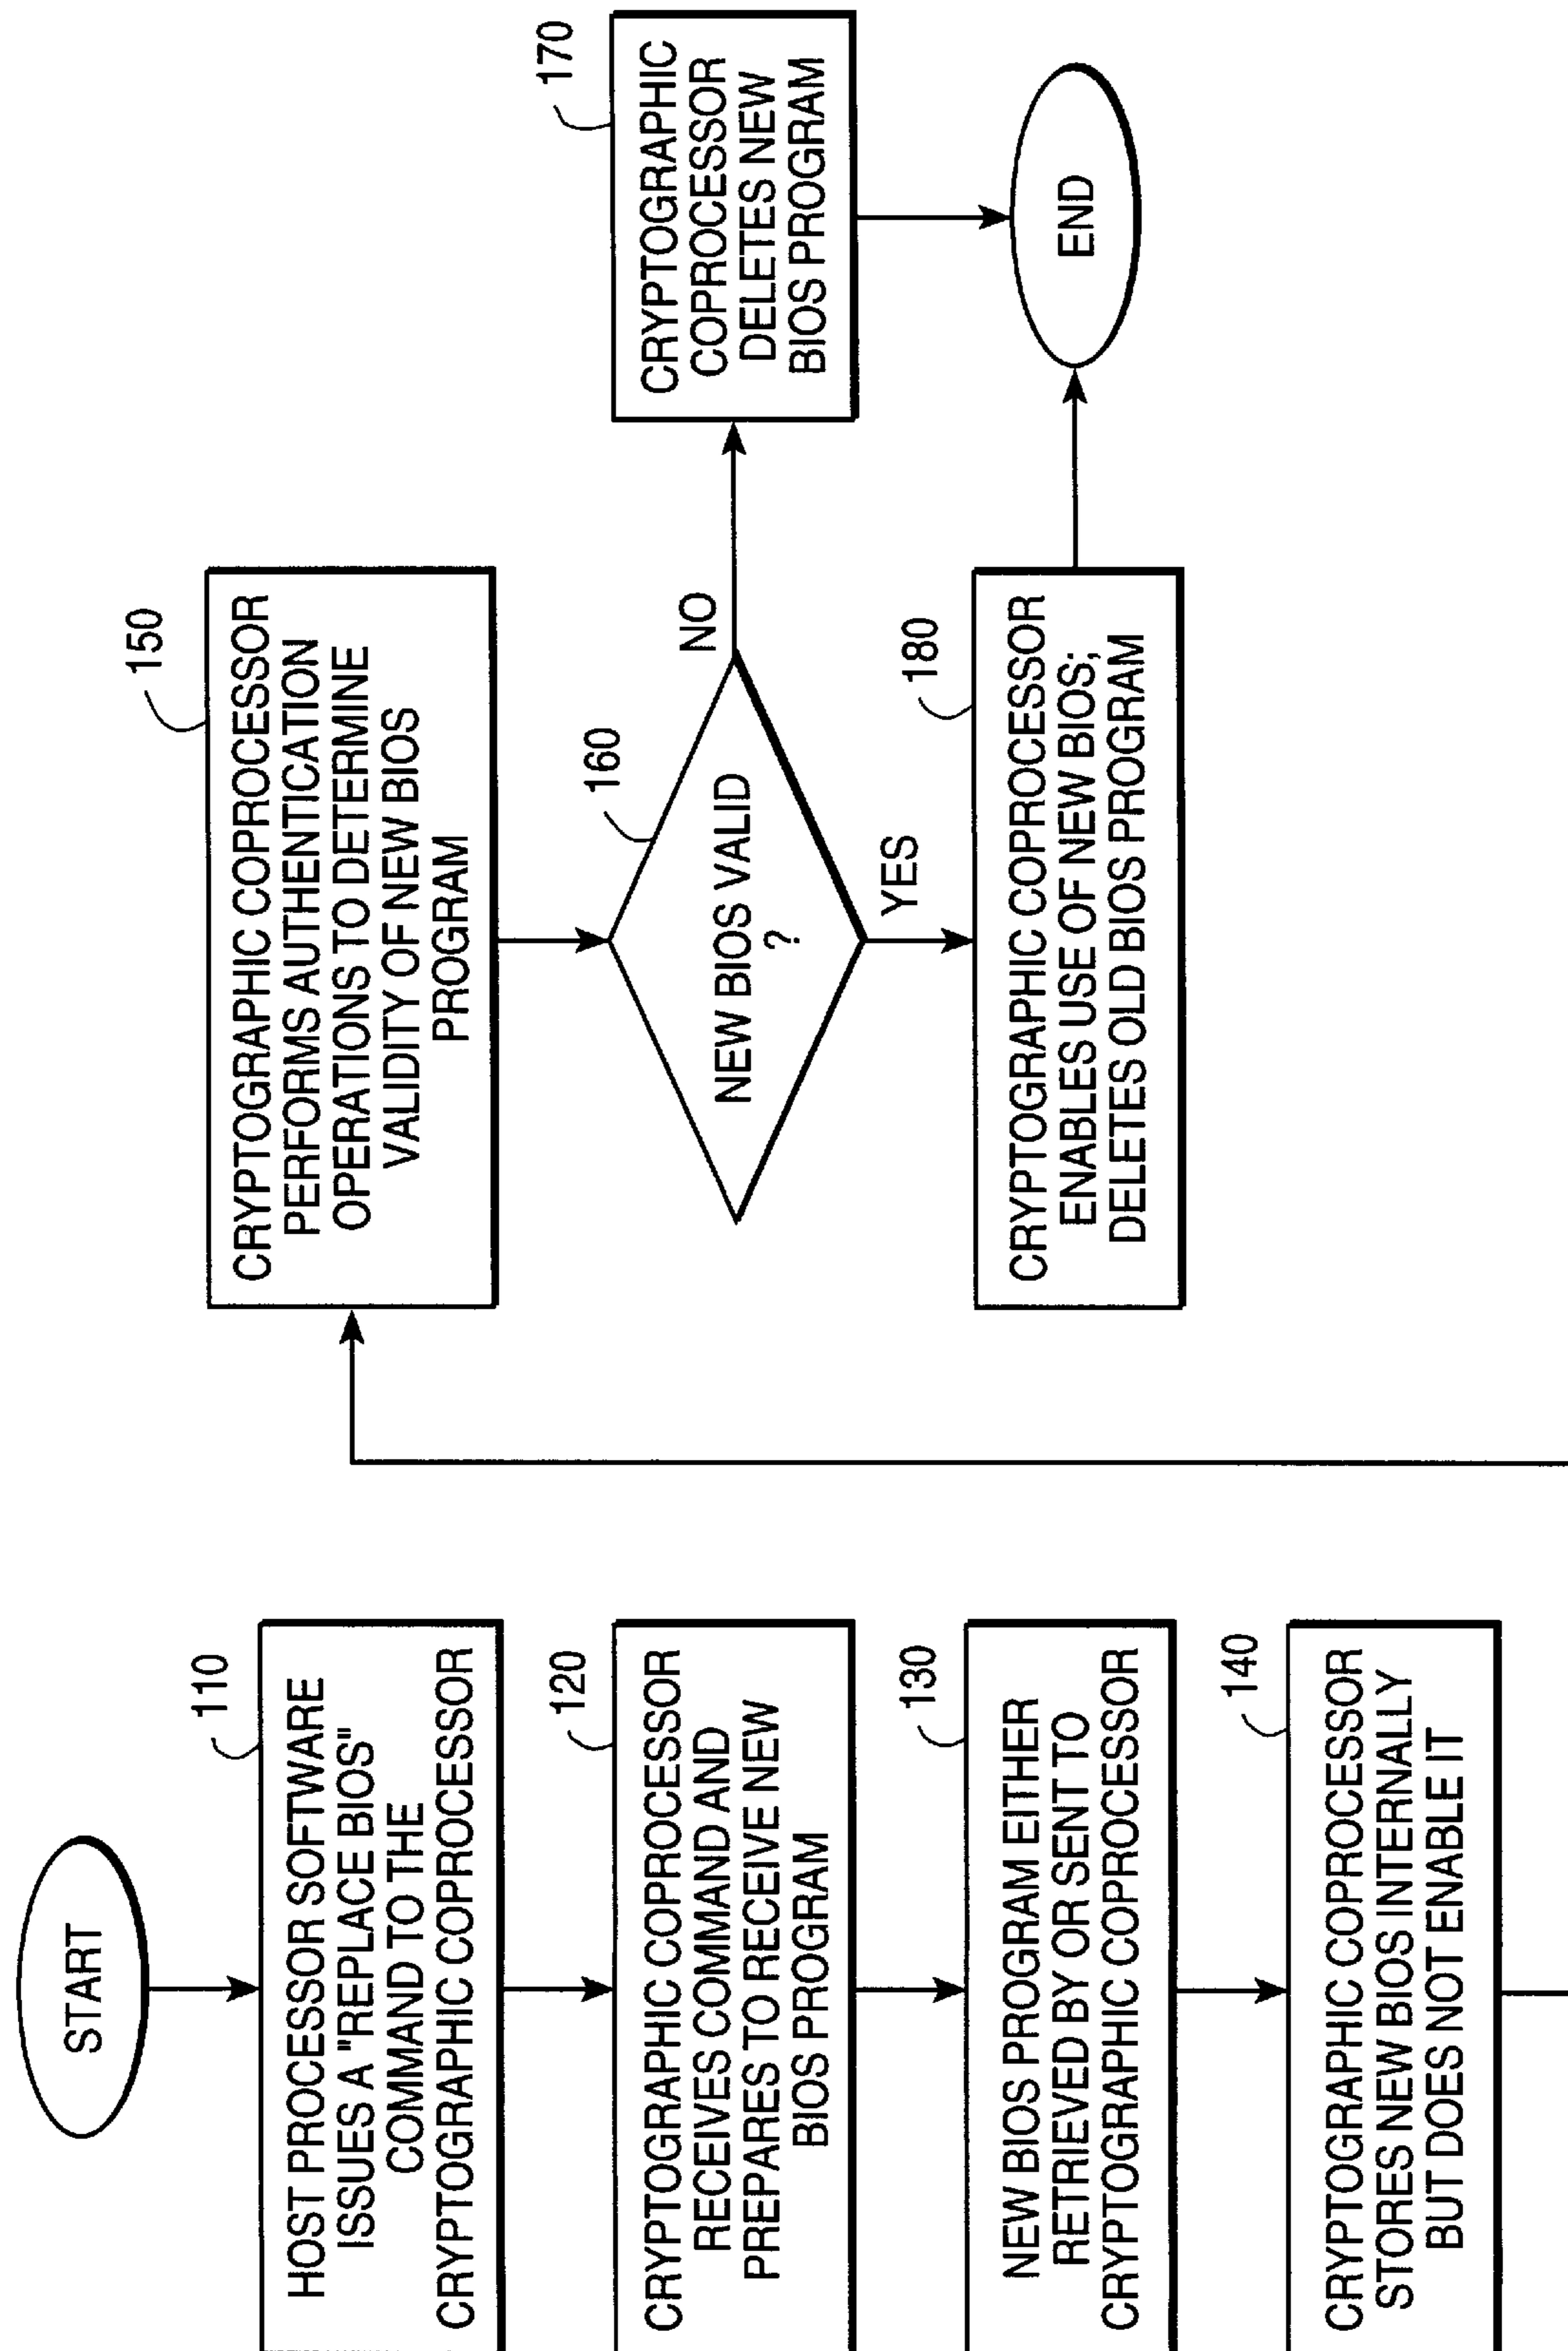 START
110
HOST PROCESSOR SOFTWARE
ISSUES A "REPLACE BIOS"
COMMAND TO THE
CRYPTOGRAPHIC COPROCESSOR
120
CRYPTOGRAPHIC COPROCESSOR
RECEIVES COMMAND AND
PREPARES TO RECEIVE NEW
BIOS PROGRAM
130
NEW BIOS PROGRAM EITHER
RETRIEVED BY OR SENT TO
CRYPTOGRAPHIC COPROCESSOR
140
CRYPTOGRAPHIC COPROCESSOR
STORES NEW BIOS INTERNALLY
BUT DOES NOT ENABLE IT
150
CRYPTOGRAPHIC COPROCESSOR
PERFORMS AUTHENTICATION
OPERATIONS TO DETERMINE
VALIDITY OF NEW BIOS
PROGRAM
160
NEW BIOS VALID
?
NO
YES
170
CRYPTOGRAPHIC
COPROCESSOR
DELETES NEW
BIOS PROGRAM
180
CRYPTOGRAPHIC COPROCESSOR
ENABLES USE OF NEW BIOS;
DELETES OLD BIOS PROGRAM
END